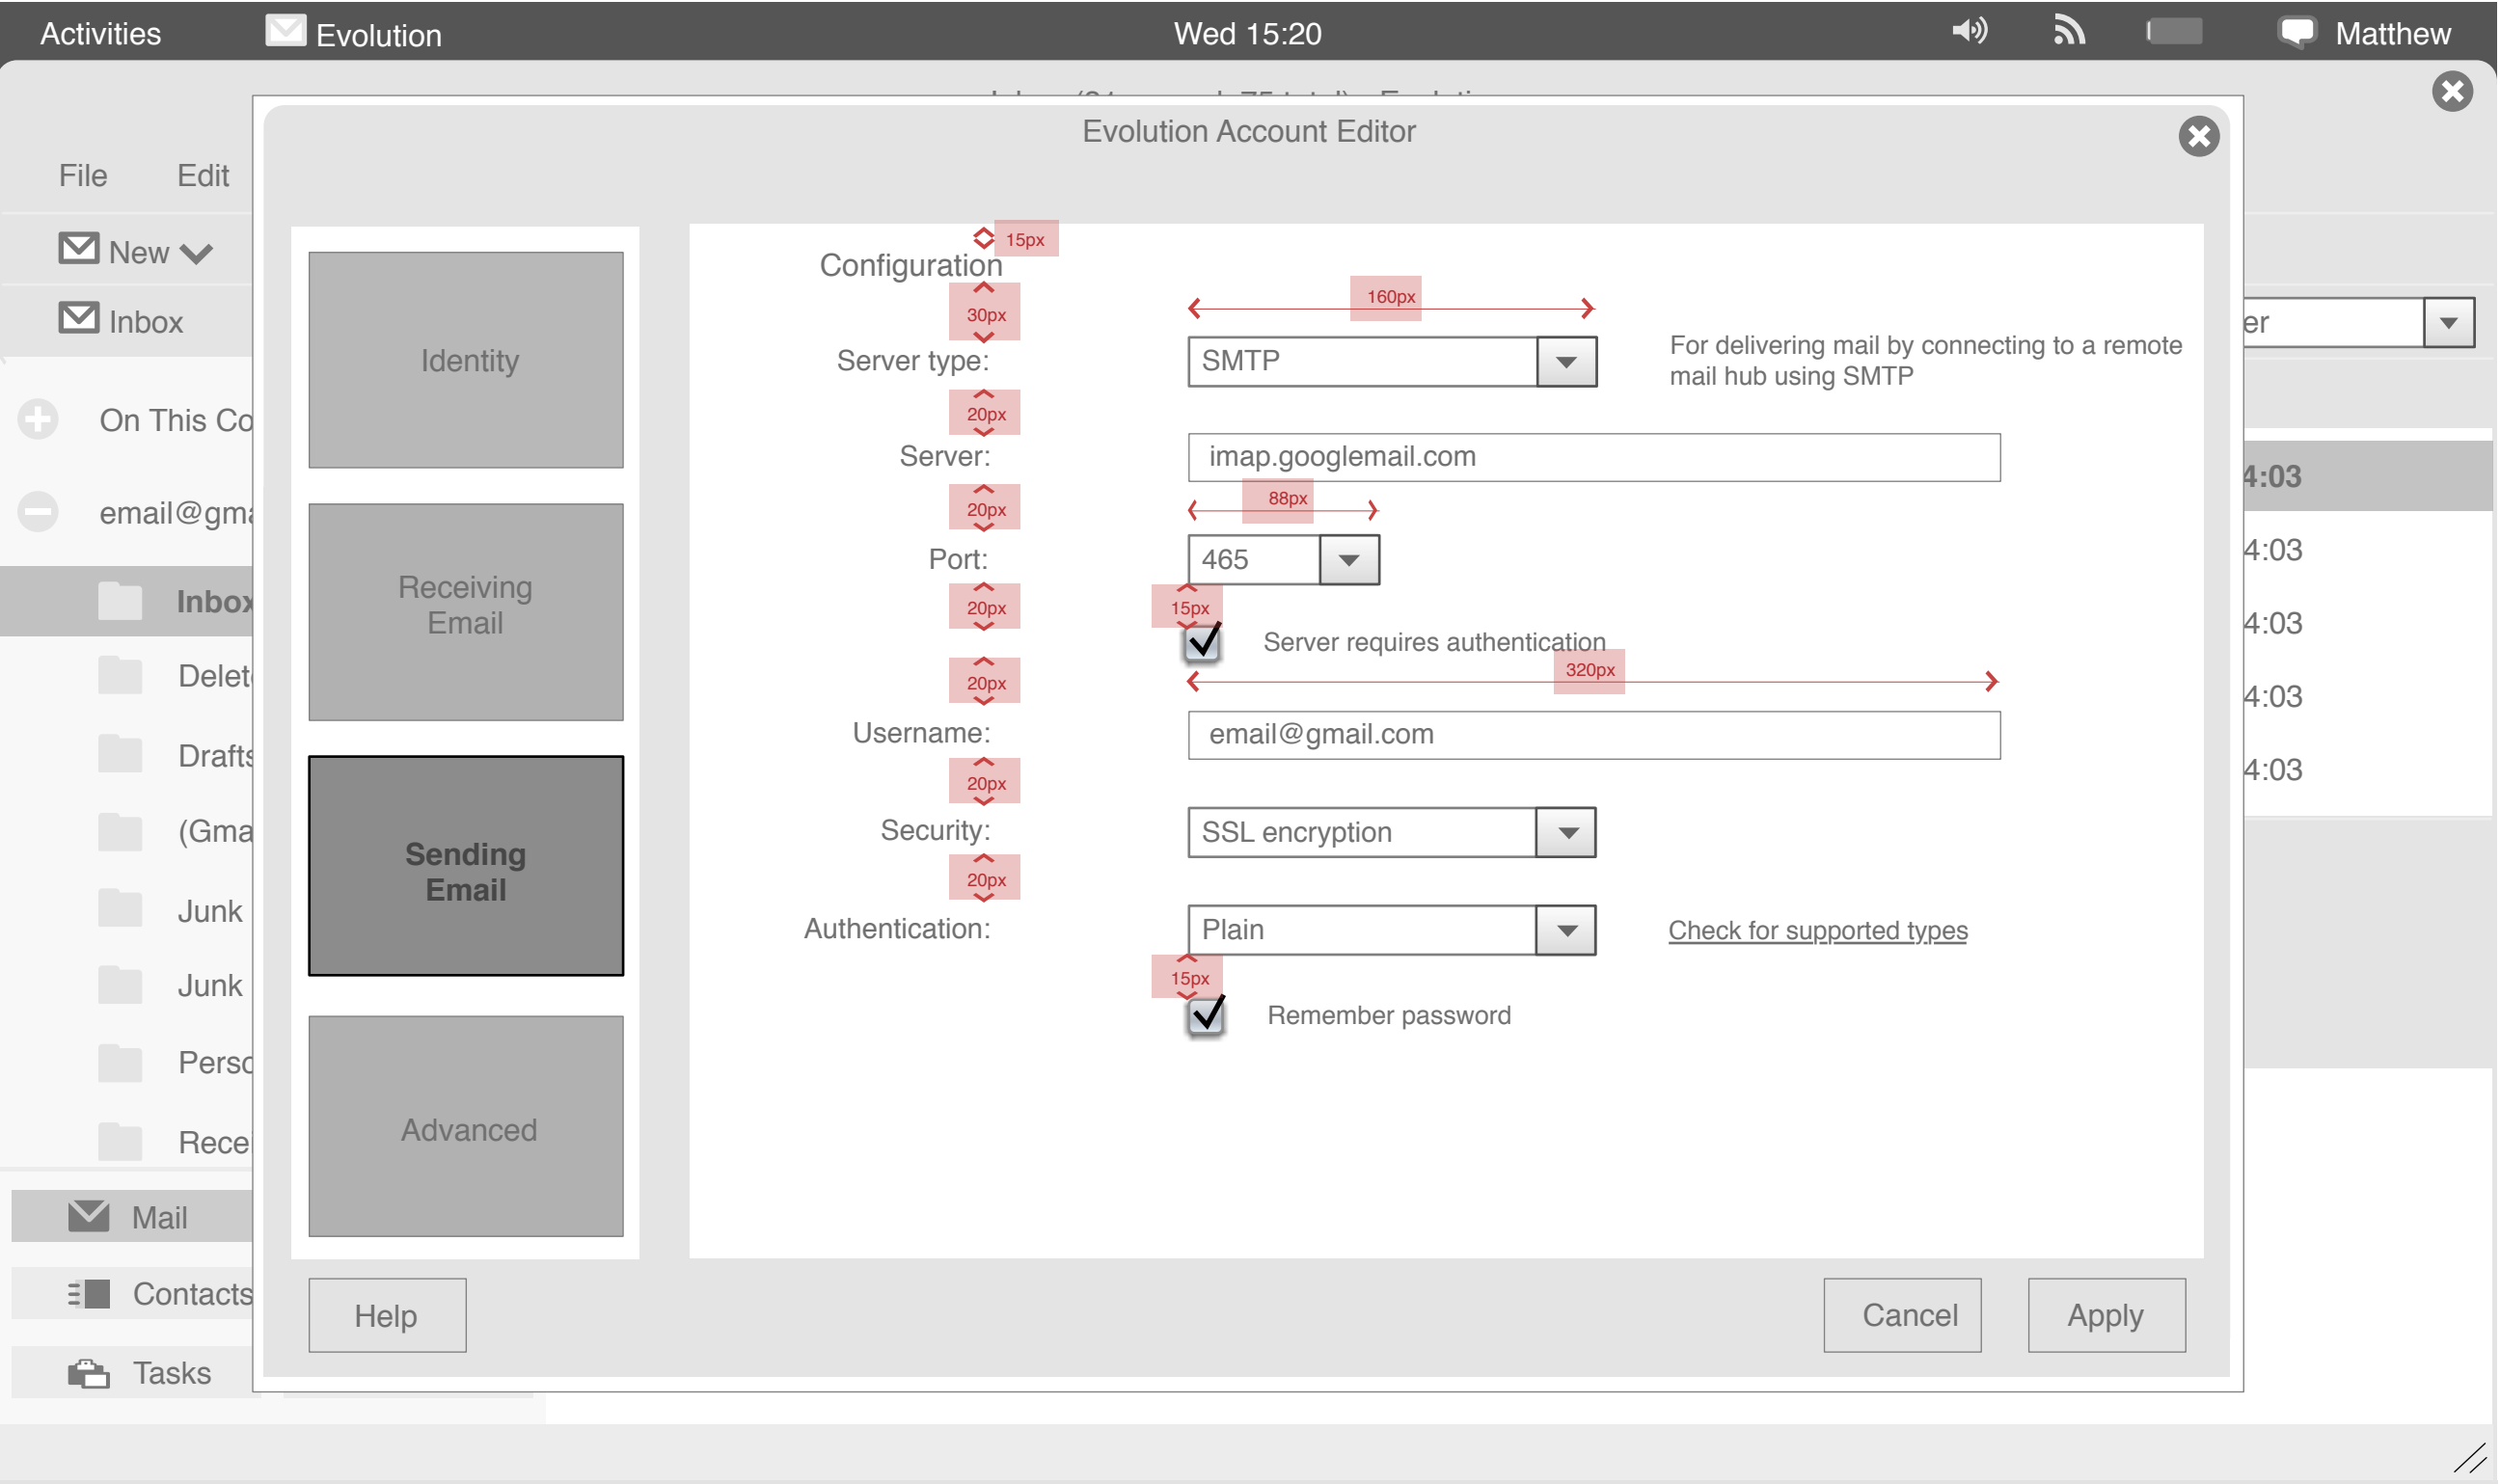 Activities
Evolution
Wed 15:20
Matthew
Evolution Account Editor
File
Edit
New
Inbox
er
On This Co
email@gma
Inbox
Delet
Drafts
(Gma
Junk
Junk
Perso
Recei
Mail
Contacts
Tasks
4:03
4:03
4:03
4:03
4:03
Identity
Receiving
Email
Sending
Email
Advanced
15px
Configuration
30px
160px
Server type:
SMTP
For delivering mail by connecting to a remote
mail hub using SMTP
20px
Server:
imap.googlemail.com
20px
88px
Port:
465
20px
15px
Server requires authentication
20px
320px
Username:
email@gmail.com
20px
Security:
SSL encryption
20px
Authentication:
Plain
Check for supported types
15px
Remember password
Help
Cancel
Apply